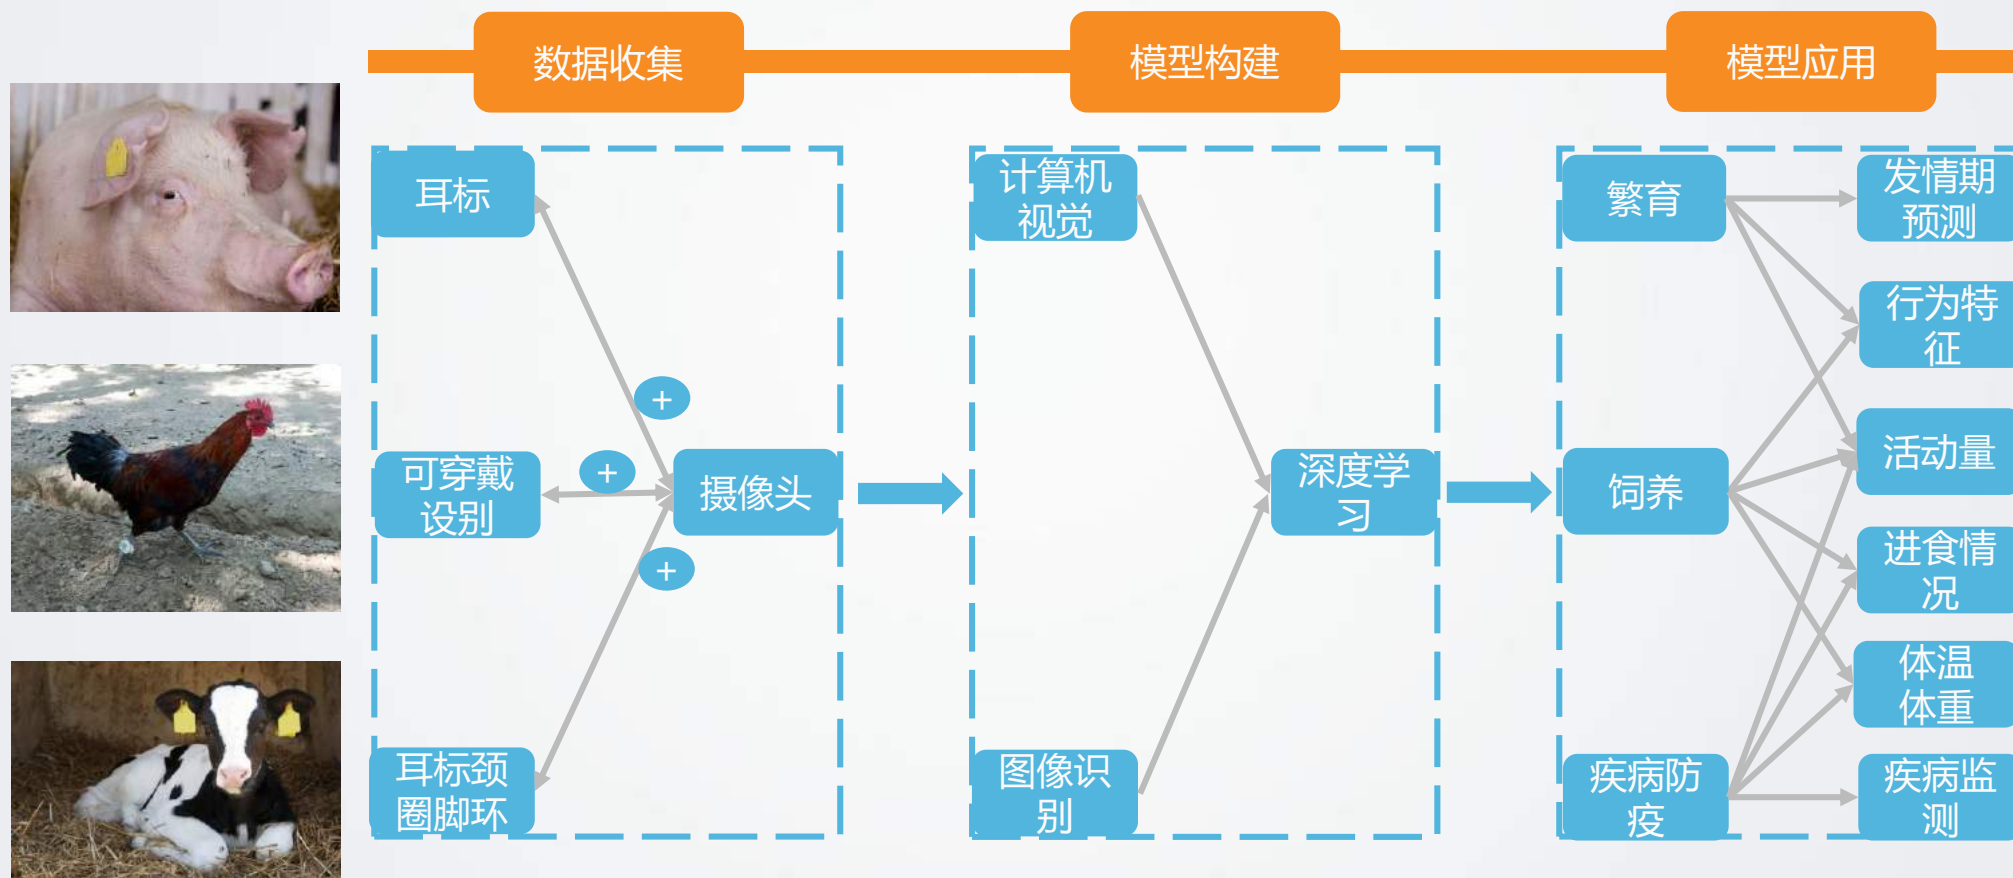 数据收集
模型构建
模型应用
耳标
可穿戴
设别
耳标颈
圈脚环
+
+
+
摄像头
计算机
视觉
图像识
别
深度学
习
繁育
饲养
疾病防
疫
发情期
预测
行为特
征
活动量
进食情
况
体温
体重
疾病监
测